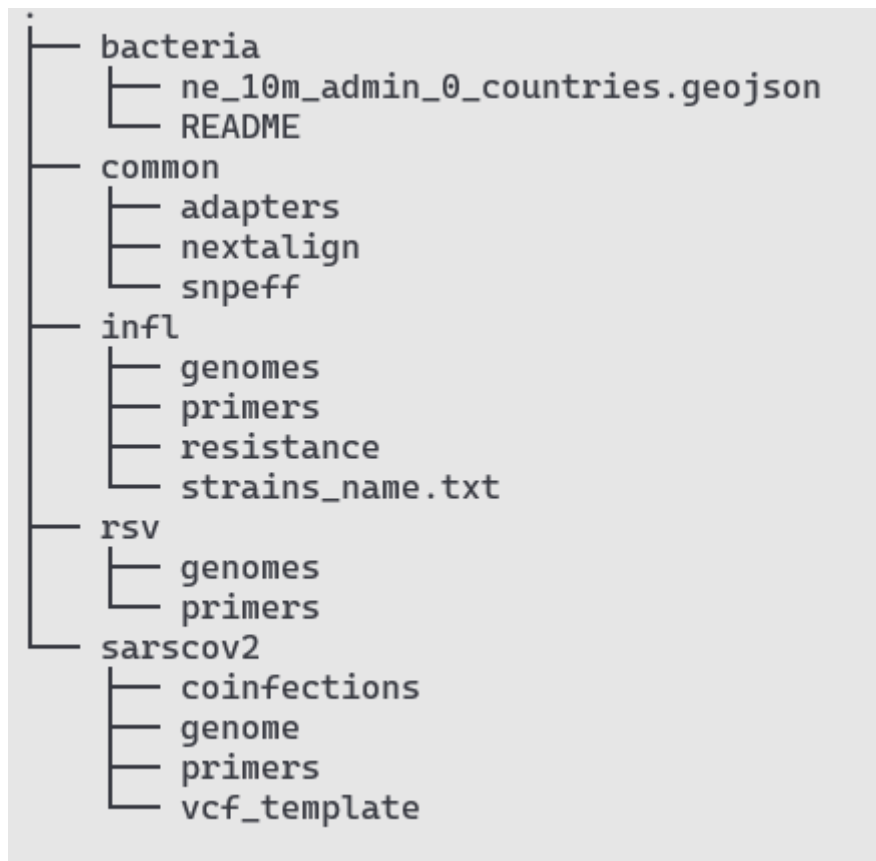 .
├── bacteria
│   ├── ne_10m_admin_0_countries.geojson
│   └── README
├── common
│   ├── adapters
│   ├── nextalign
│   └── snpeff
├── infl
│   ├── genomes
│   ├── primers
│   ├── resistance
│   └── strains_name.txt
├── rsv
│   ├── genomes
│   └── primers
└── sarscov2
    ├── coinfections
    ├── genome
    ├── primers
    └── vcf_template